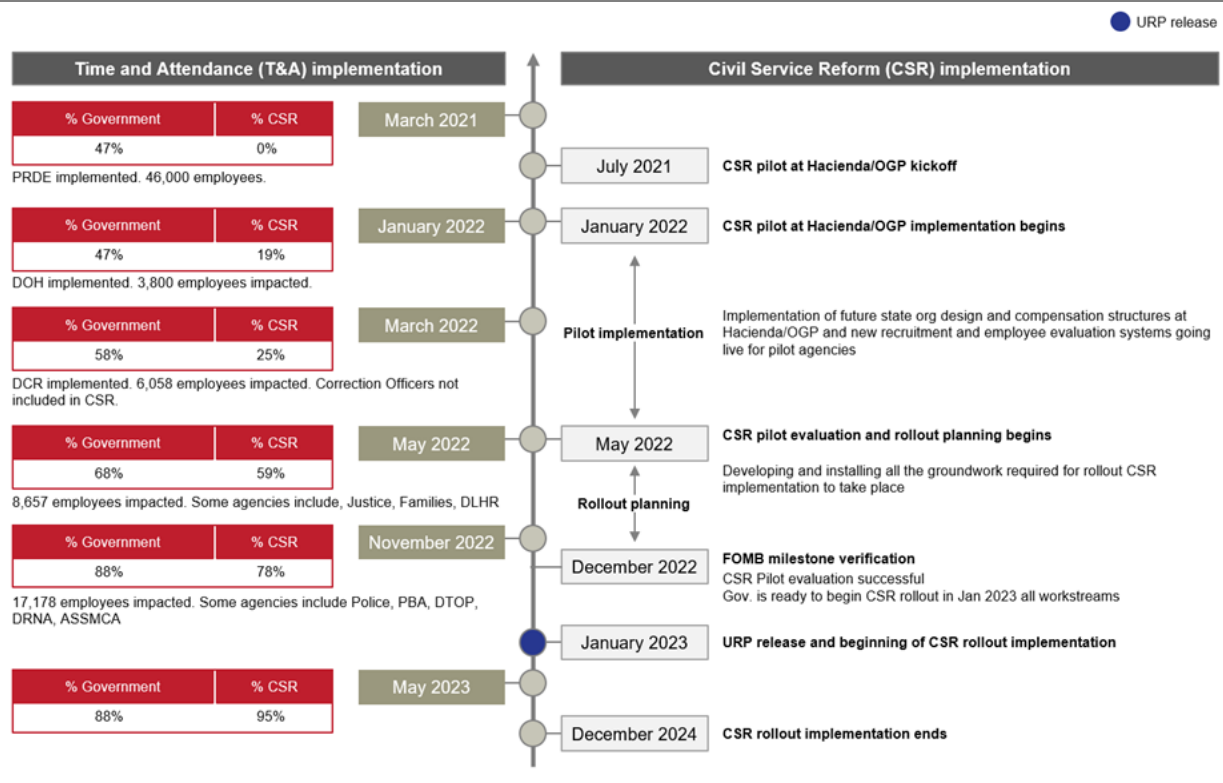 URP release
Time and Attendance (T&A) implementation
Civil Service Reform (CSR) implementation
% Government % CSR
47% 0%
March 2021
PRDE implemented. 46,000 employees.
July 2021
CSR pilot at Hacienda/OGP kickoff
% Government % CSR
47% 19%
January 2022
DOH implemented. 3,800 employees impacted.
January 2022
CSR pilot at Hacienda/OGP implementation begins
% Government % CSR
58% 25%
March 2022
DCR implemented. 6,058 employees impacted. Correction Officers not
included in CSR.
Pilot implementation
Implementation of future state org design and compensation structures at
Hacienda/OGP and new recruitment and employee evaluation systems going
live for pilot agencies
% Government % CSR
68% 59%
May 2022
8,657 employees impacted. Some agencies include, Justice, Families, DLHR
May 2022
CSR pilot evaluation and rollout planning begins
Developing and installing all the groundwork required for rollout CSR
implementation to take place
Rollout planning
% Government % CSR
88% 78%
November 2022
17,178 employees impacted. Some agencies include Police, PBA, DTOP,
DRNA, ASSMCA
December 2022
FOMB milestone verification
CSR Pilot evaluation successful
Gov. is ready to begin CSR rollout in Jan 2023 all workstreams
January 2023
URP release and beginning of CSR rollout implementation
% Government % CSR
88% 95%
May 2023
December 2024
CSR rollout implementation ends